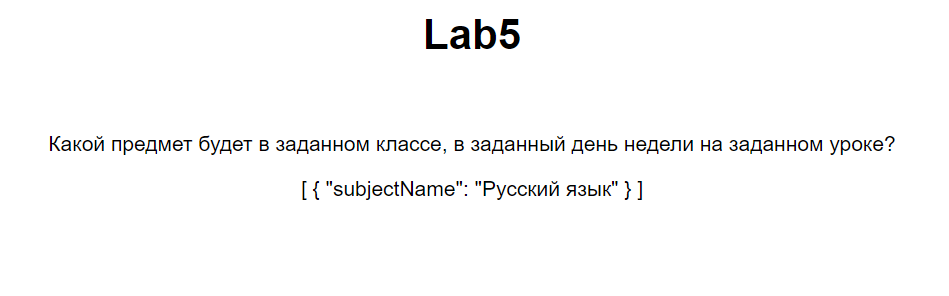 Lab5
Какой предмет будет в заданном классе, в заданный день недели на заданном уроке?
[ { "subjectName": "Русский язык" } ]